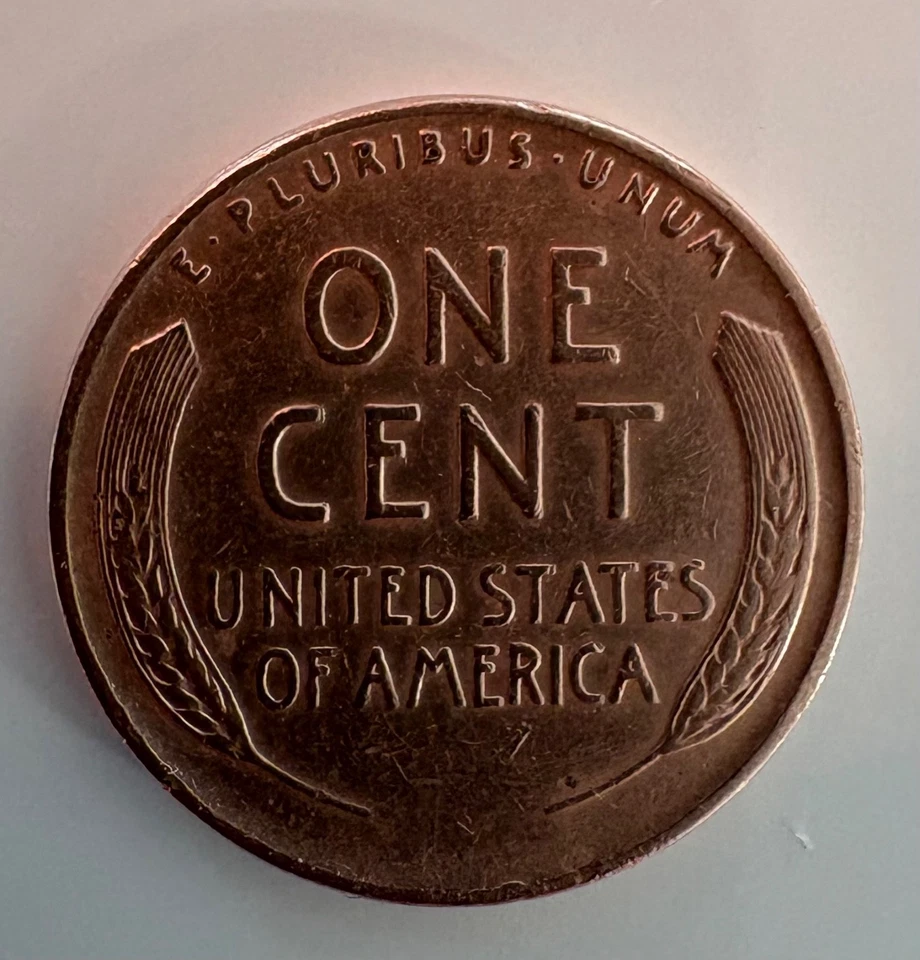 E·PLURIBUS·UNUM
ONE
CENT
UNITED STATES
OF AMERICA